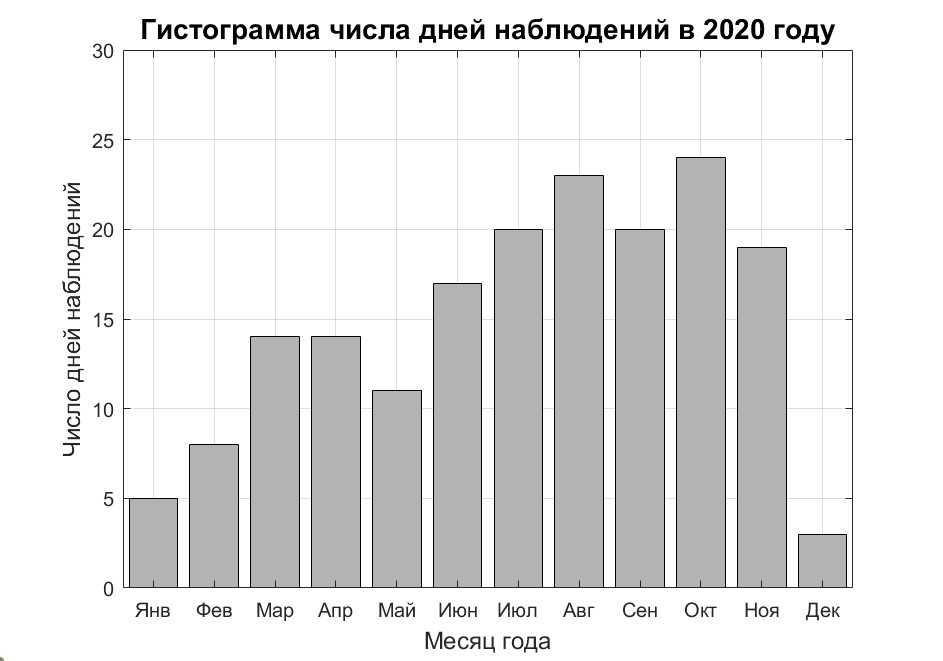 Гистограмма числа дней наблюдений в 2020 году
30
25
20
15
10
5
0
Число дней наблюдений
Янв Фев Мар Апр Май Июн Июл Авг Сен Окт Ноя Дек
Месяц года